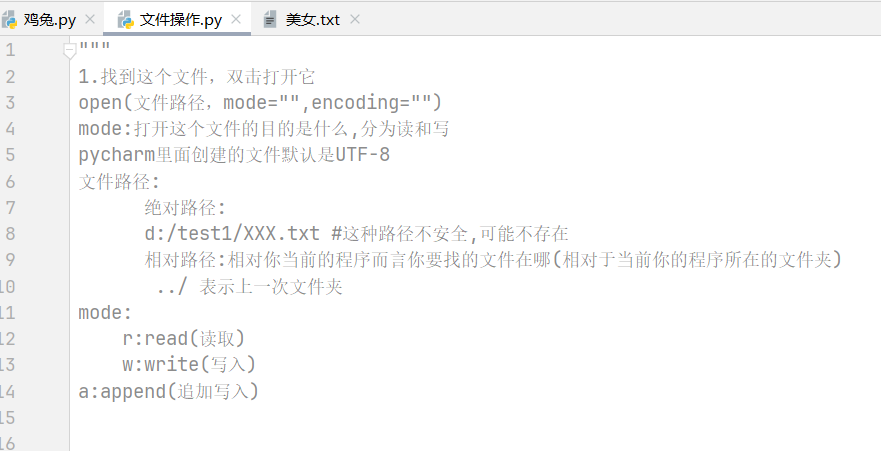 鸡兔.py 文件操作.py 美女.txt
1 """
2 1.找到这个文件，双击打开它
3 open(文件路径，mode="",encoding="")
4 mode:打开这个文件的目的是什么,分为读和写
5 pycharm里面创建的文件默认是UTF-8
6 文件路径:
7 绝对路径:
8 d:/test1/XXX.txt #这种路径不安全,可能不存在
9 相对路径:相对你当前的程序而言你要找的文件在哪(相对于当前你的程序所在的文件夹)
10 ../ 表示上一次文件夹
11 mode:
12 r:read(读取)
13 w:write(写入)
14 a:append(追加写入)
15
16